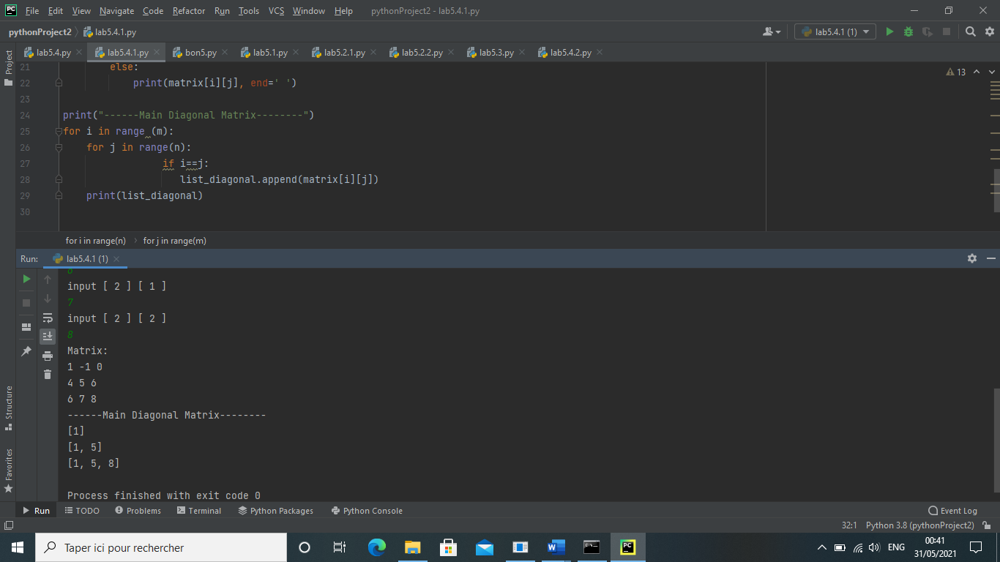 File Edit View Navigate Code Refactor Run Tools VCS Window Help pythonProject2 - lab5.4.1.py
pythonProject2 lab5.4.1.py lab5.4.1 (1)
lab5.4.py lab5.4.1.py bon5.py lab5.1.py lab5.2.1.py lab5.2.2.py lab5.3.py lab5.4.2.py
Project
21 else:
13
22 print(matrix[i][j], end=' ')
23
24 print("------Main Diagonal Matrix--------")
25 for i in range (m):
26 for j in range(n):
27 if i==j:
28 list_diagonal.append(matrix[i][j])
29 print(list_diagonal)
30
for i in range(n) for j in range(m)
Run: lab5.4.1 (1)
input [ 2 ] [ 1 ]
7
input [ 2 ] [ 2 ]
8
Matrix:
1 -1 0
4 5 6
6 7 8
------Main Diagonal Matrix--------
[1]
[1, 5]
[1, 5, 8]
Process finished with exit code 0
Structure
Favorites
Run TODO Problems Terminal Python Packages Python Console Event Log
32:1 Python 3.8 (pythonProject2)
Taper ici pour rechercher
ENG
00:41
31/05/2021